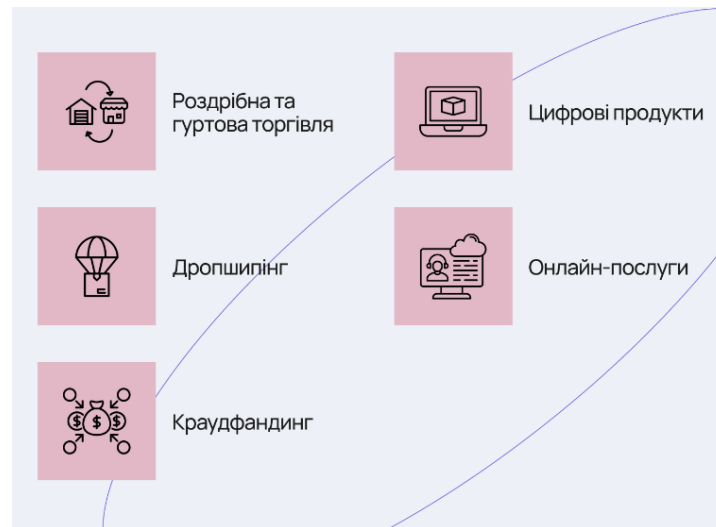 Роздрібна та
гуртова торгівля
Цифрові продукти
Дропшипінг
Онлайн-послуги
Краудфандинг